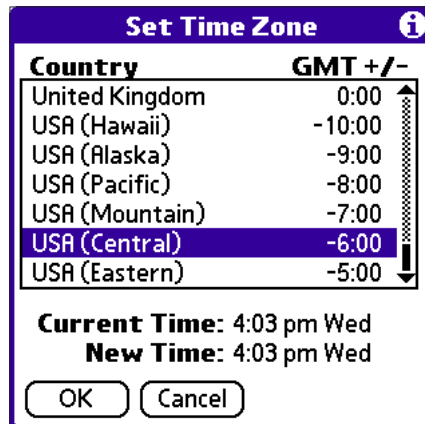 Set Time Zone i
Country GMT +/-
United Kingdom 0:00
USA (Hawaii) -10:00
USA (Alaska) -9:00
USA (Pacific) -8:00
USA (Mountain) -7:00
USA (Central) -6:00
USA (Eastern) -5:00
Current Time: 4:03 pm Wed
New Time: 4:03 pm Wed
OK Cancel